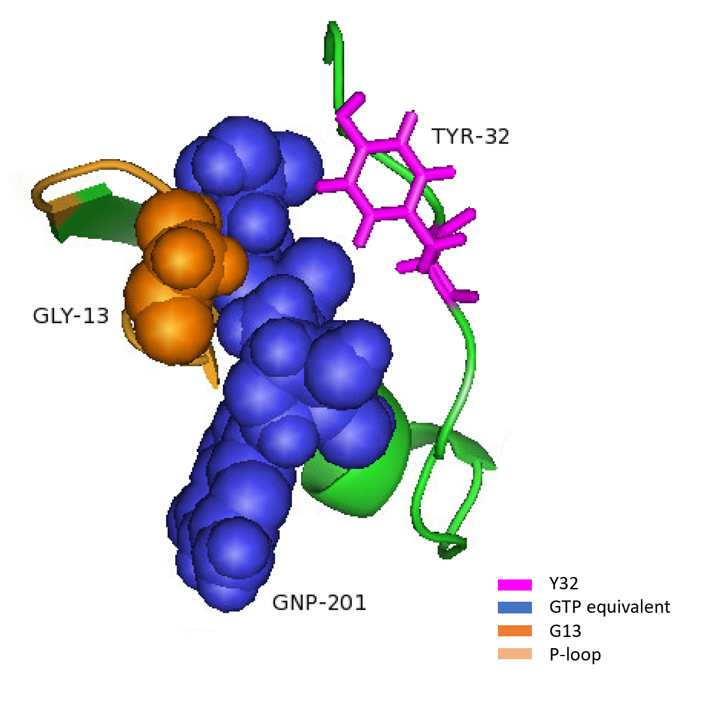 TYR-32
GLY-13
GNP-201
Y32
GTP equivalent
G13
P-loop